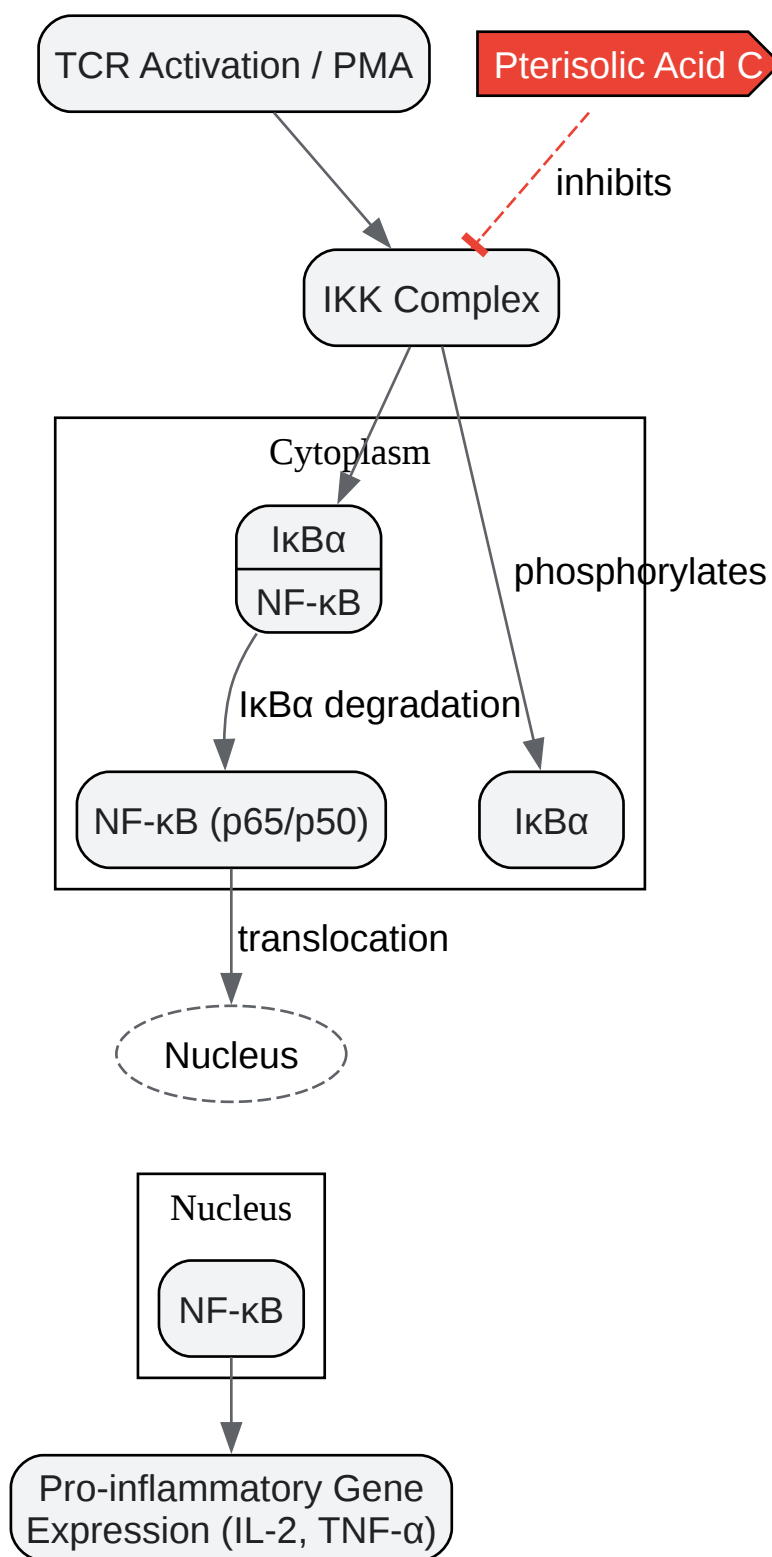 TCR Activation / PMA
Pterisolic Acid C
inhibits
IKK Complex
Cytoplasm
IκBα
NF-κB
phosphorylates
IκBα degradation
NF-κB (p65/p50)
IκBα
translocation
Nucleus
Nucleus
NF-κB
Pro-inflammatory Gene
Expression (IL-2, TNF-α)